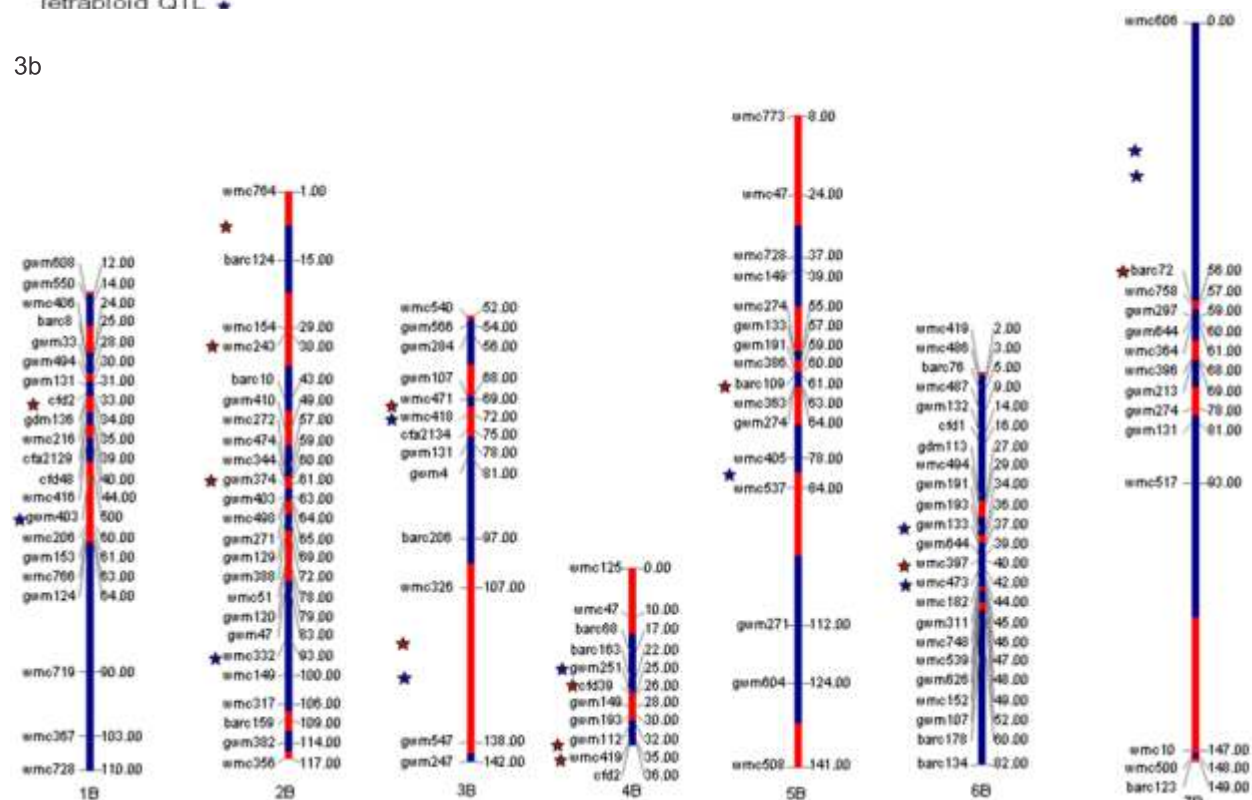 Tetraploid QTL
3b
gwm608 12.00
gwm550 14.00
wmc406 24.00
barc8 25.00
gwm33 28.00
gwm494 30.00
gwm131 31.00
cfd2 33.00
gdm136 34.00
wmc216 35.00
cfa2129 39.00
cfd48 40.00
wmc416 44.00
gwm403 500
wmc206 60.00
gwm153 61.00
wmc766 63.00
gwm124 64.00
wmc719 90.00
wmc367 103.00
wmc728 110.00
1B
wmc764 1.00
barc124 15.00
wmc154 29.00
wmc243 30.00
barc10 43.00
gwm410 49.00
wmc272 57.00
wmc474 59.00
wmc344 60.00
gwm374 61.00
gwm403 63.00
wmc498 64.00
gwm271 65.00
gwm129 69.00
gwm388 72.00
wmc51 78.00
gwm120 79.00
gwm47 83.00
wmc332 93.00
wmc149 100.00
wmc317 106.00
barc159 109.00
gwm382 114.00
wmc356 117.00
2B
wmc540 52.00
gwm566 54.00
gwm284 56.00
gwm107 68.00
wmc471 69.00
wmc418 72.00
cfa2134 75.00
gwm131 78.00
gwm4 81.00
barc206 97.00
wmc326 107.00
gwm547 138.00
gwm247 142.00
3B
wmc125 0.00
wmc47 10.00
barc68 17.00
barc163 22.00
gwm251 25.00
cfd39 26.00
gwm149 28.00
gwm193 30.00
gwm112 32.00
wmc419 35.00
cfd2 36.00
4B
wmc773 8.00
wmc47 24.00
wmc728 37.00
wmc149 39.00
wmc274 55.00
gwm133 57.00
gwm191 59.00
wmc386 60.00
barc109 61.00
wmc363 63.00
gwm274 64.00
wmc405 78.00
wmc537 84.00
gwm271 112.00
gwm604 124.00
wmc508 141.00
5B
wmc419 2.00
wmc486 3.00
barc76 5.00
wmc487 9.00
gwm132 14.00
cfd1 16.00
gdm113 27.00
wmc494 29.00
gwm191 34.00
gwm193 36.00
gwm133 37.00
gwm644 39.00
wmc397 40.00
wmc473 42.00
wmc182 44.00
gwm311 45.00
wmc748 46.00
wmc539 47.00
gwm626 48.00
wmc152 49.00
gwm107 52.00
barc178 60.00
barc134 82.00
6B
wmc606 0.00
barc72 56.00
wmc758 57.00
gwm297 59.00
gwm644 60.00
wmc364 61.00
wmc396 68.00
gwm213 69.00
gwm274 78.00
gwm131 81.00
wmc517 93.00
wmc10 147.00
wmc500 148.00
barc123 149.00